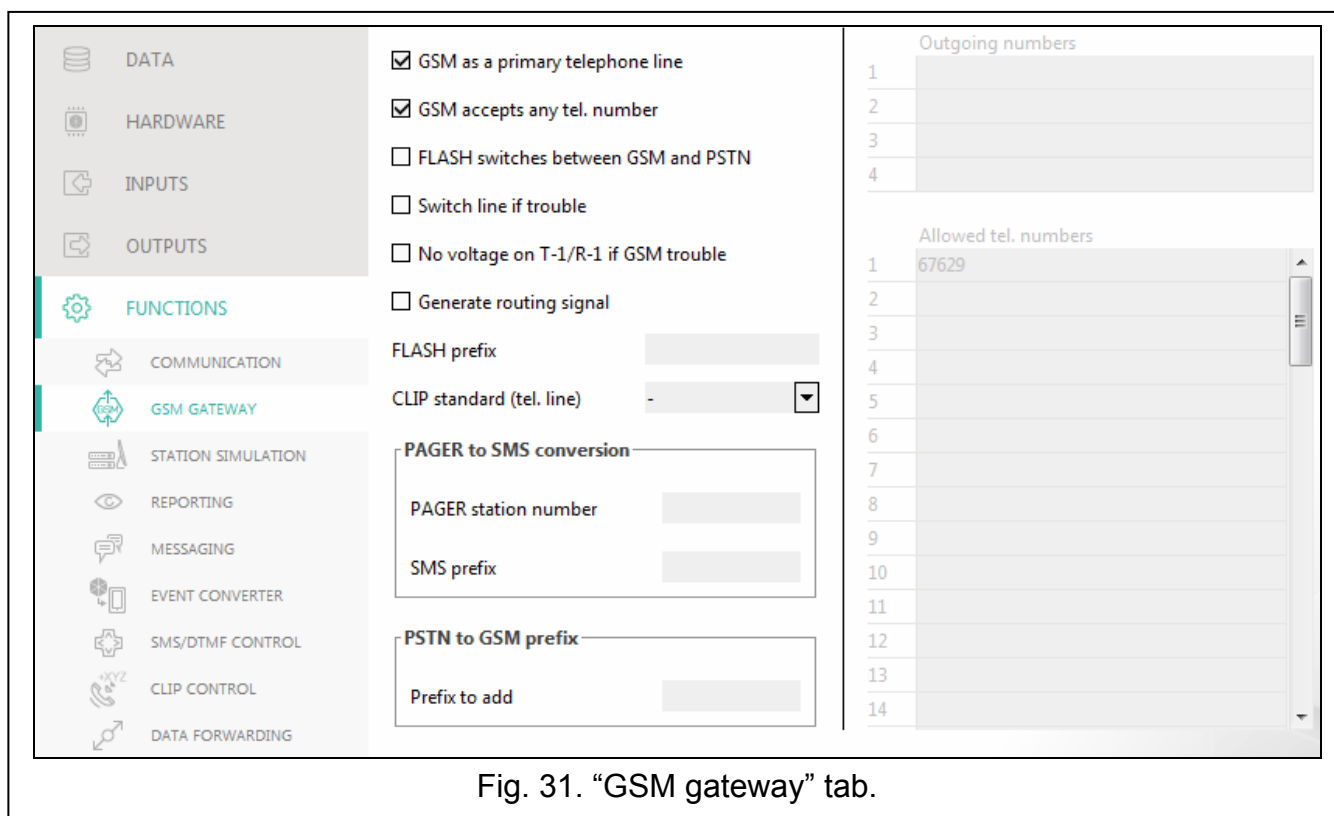 DATA
HARDWARE
INPUTS
OUTPUTS
FUNCTIONS
COMMUNICATION
GSM
GSM GATEWAY
STATION SIMULATION
REPORTING
MESSAGING
EVENT CONVERTER
SMS/DTMF CONTROL
+XYZ
CLIP CONTROL
DATA FORWARDING
GSM as a primary telephone line
GSM accepts any tel. number
FLASH switches between GSM and PSTN
Switch line if trouble
No voltage on T-1/R-1 if GSM trouble
Generate routing signal
FLASH prefix
CLIP standard (tel. line) -
PAGER to SMS conversion
PAGER station number
SMS prefix
PSTN to GSM prefix
Prefix to add
Outgoing numbers
1
2
3
4
Allowed tel. numbers
1 67629
2
3
4
5
6
7
8
9
10
11
12
13
14
Fig. 31. “GSM gateway” tab.